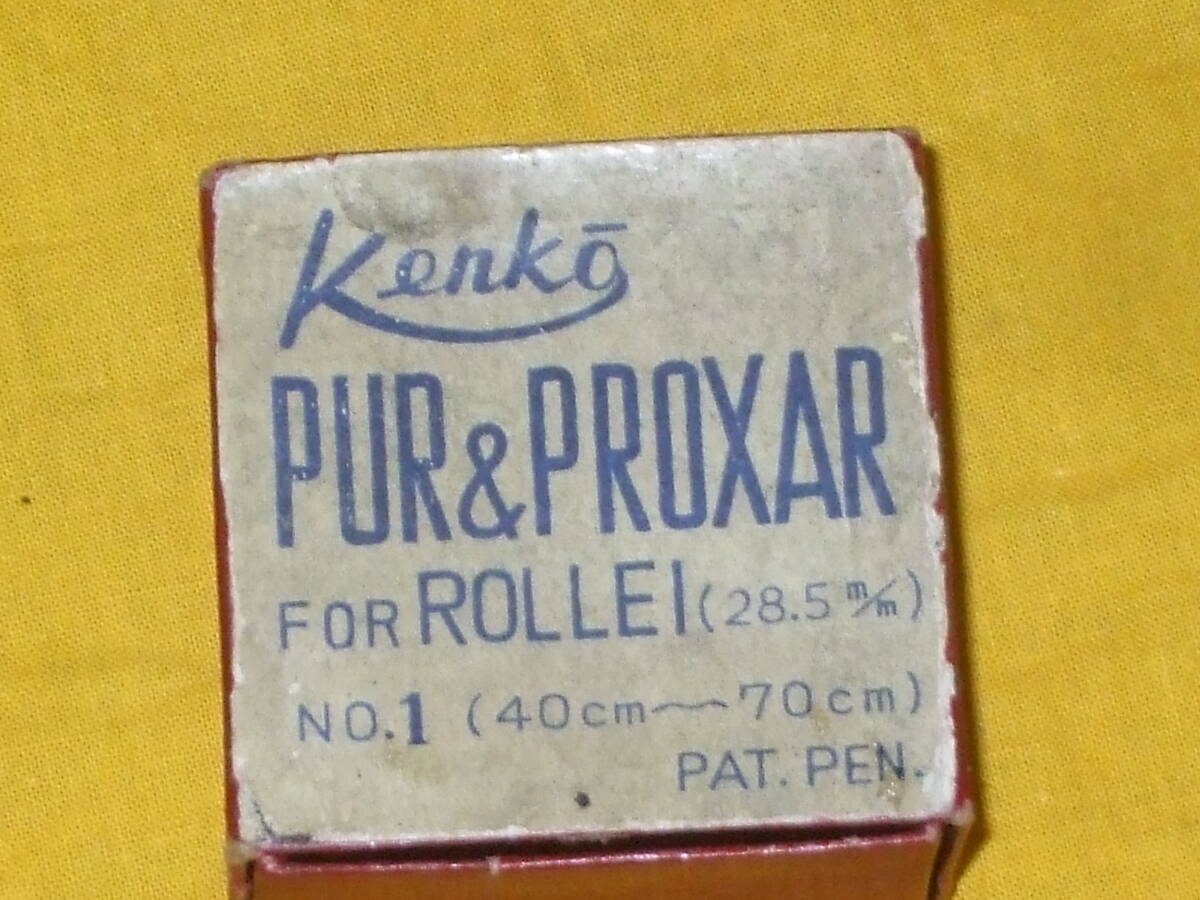 Kenkō
PUR&PROXAR
FOR ROLLEI (28.5 m/m)
NO.1 (40cm〜70cm)
PAT. PEN.